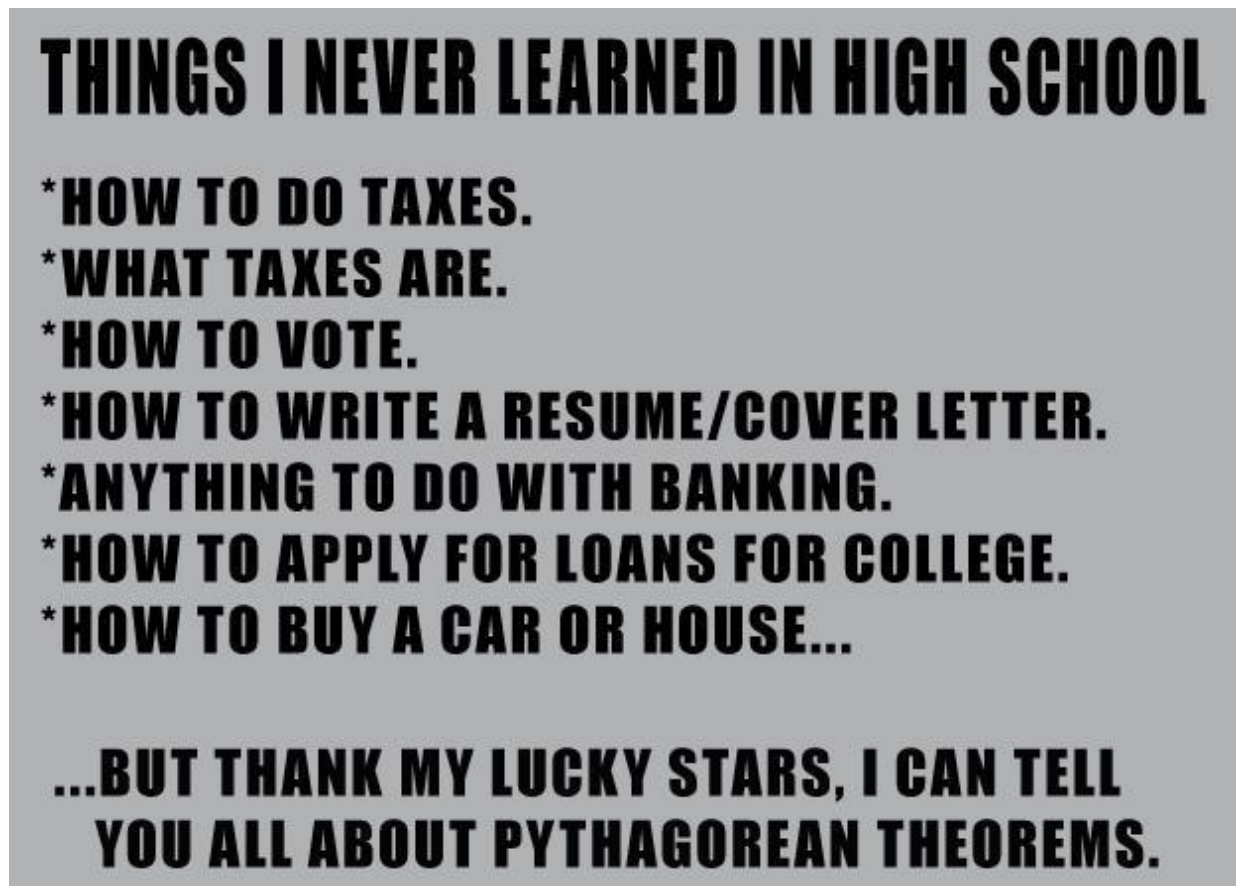 THINGS I NEVER LEARNED IN HIGH SCHOOL
*HOW TO DO TAXES.
*WHAT TAXES ARE.
*HOW TO VOTE.
*HOW TO WRITE A RESUME/COVER LETTER.
*ANYTHING TO DO WITH BANKING.
*HOW TO APPLY FOR LOANS FOR COLLEGE.
*HOW TO BUY A CAR OR HOUSE...
...BUT THANK MY LUCKY STARS, I CAN TELL
YOU ALL ABOUT PYTHAGOREAN THEOREMS.